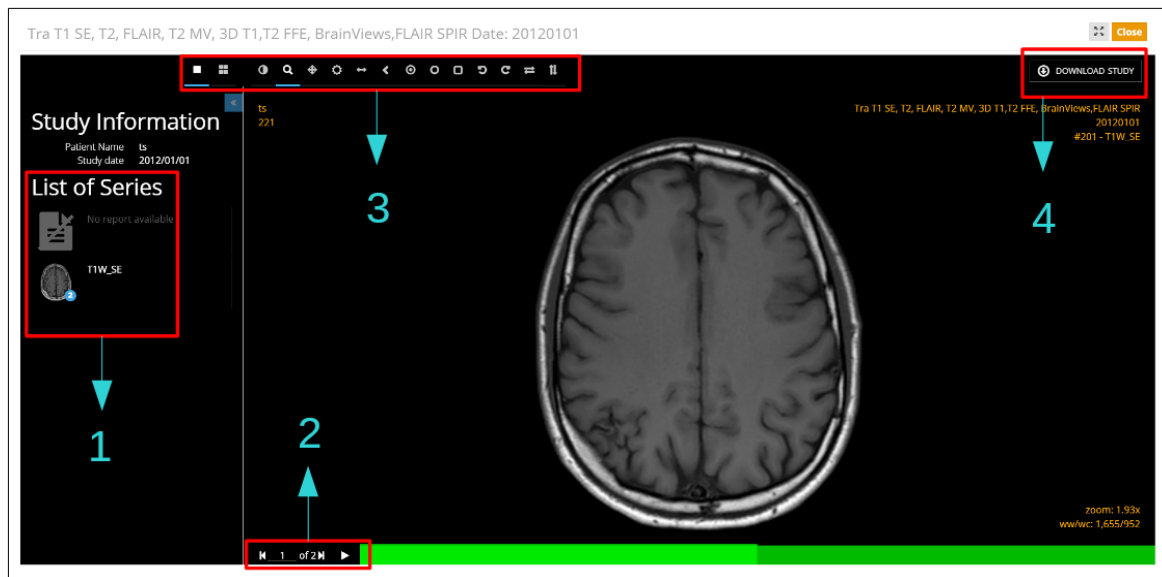 Tra T1 SE, T2, FLAIR, T2 MV, 3D T1,T2 FFE, BrainViews,FLAIR SPIR Date: 20120101
Close
DOWNLOAD STUDY
Study Information
Patient Name ts
Study date 2012/01/01
List of Series
No report available
T1W_SE
2
1
3
ts
221
Tra T1 SE, T2, FLAIR, T2 MV, 3D T1,T2 FFE, BrainViews,FLAIR SPIR
20120101
#201 - T1W_SE
4
2
zoom: 1.93x
ww/wc: 1,655/952
1 of 2